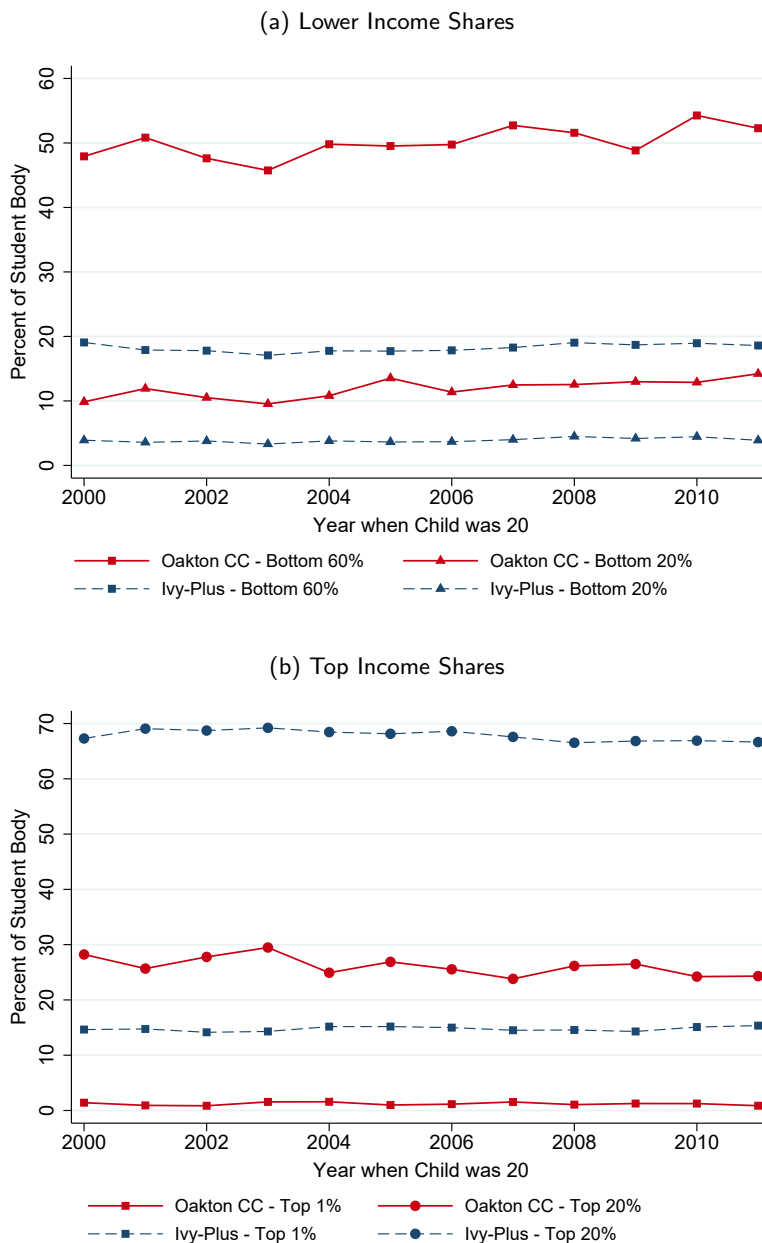 (a) Lower Income Shares
60
50
40
30
20
10
0
Percent of Student Body
2000 2002 2004 2006 2008 2010
Year when Child was 20
Oakton CC - Bottom 60% Oakton CC - Bottom 20%
Ivy-Plus - Bottom 60% Ivy-Plus - Bottom 20%
(b) Top Income Shares
70
60
50
40
30
20
10
0
Percent of Student Body
2000 2002 2004 2006 2008 2010
Year when Child was 20
Oakton CC - Top 1% Oakton CC - Top 20%
Ivy-Plus - Top 1% Ivy-Plus - Top 20%